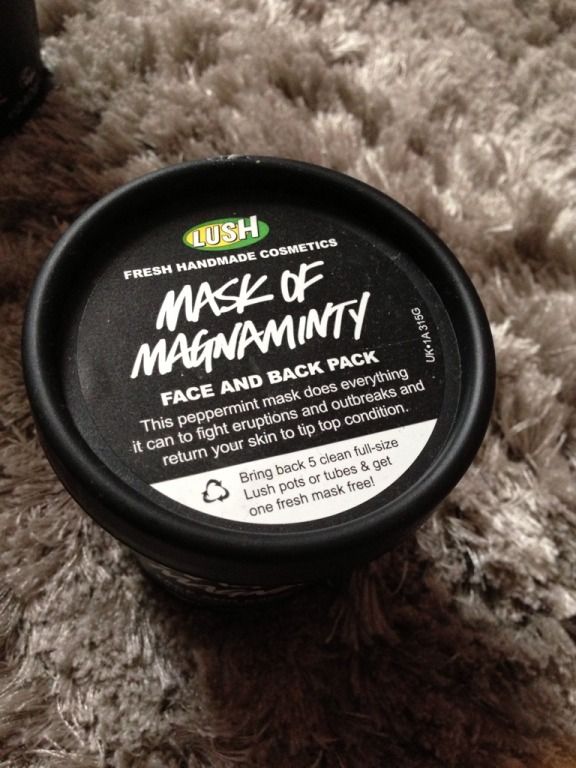 LUSH
FRESH HANDMADE COSMETICS
MASK OF
MAGNAMINTY
FACE AND BACK PACK
This peppermint mask does everything
it can to fight eruptions and outbreaks and
return your skin to tip top condition.
Bring back 5 clean full-size
Lush pots or tubes & get
one fresh mask free!
UK•1A 315G